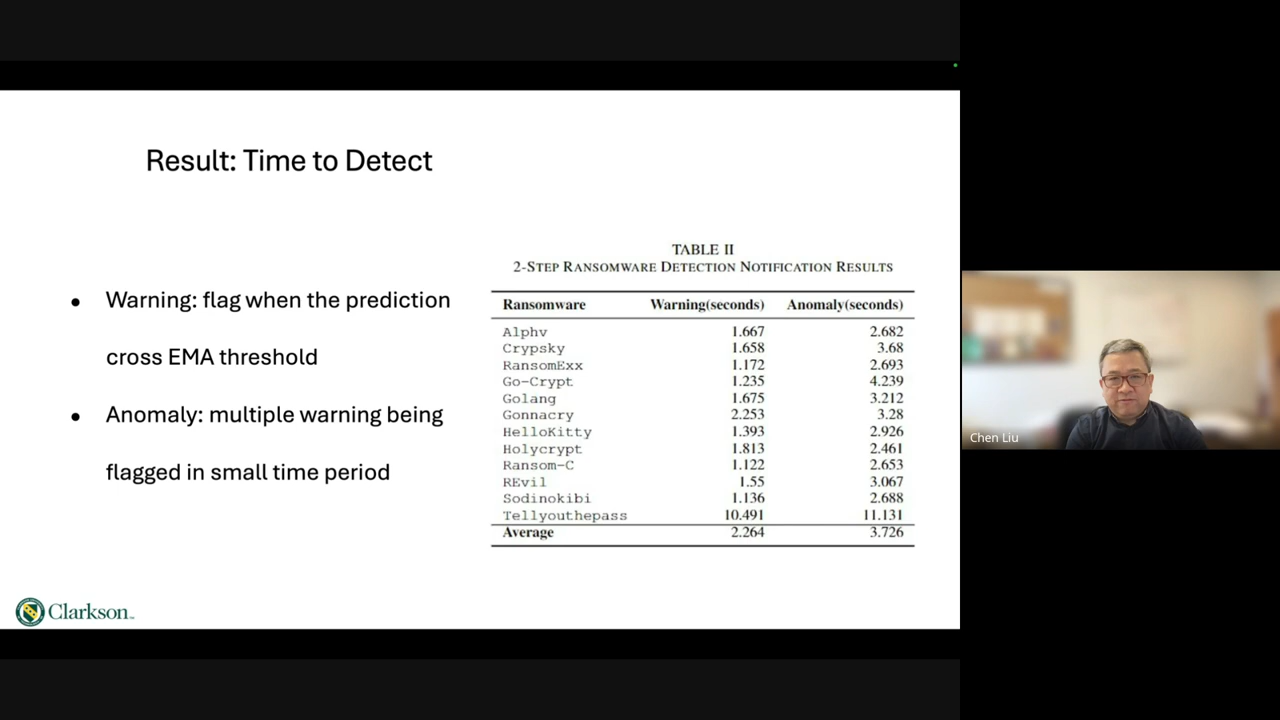 Result: Time to Detect
• Warning: flag when the prediction
cross EMA threshold
• Anomaly: multiple warning being
flagged in small time period
TABLE II
2-STEP RANSOMWARE DETECTION NOTIFICATION RESULTS
Ransomware Warning(seconds) Anomaly(seconds)
Alphv 1.667 2.682
Crypsky 1.658 3.68
RansomExx 1.172 2.693
Go-Crypt 1.235 4.239
Golang 1.675 3.212
Gonnacry 2.253 3.28
HelloKitty 1.393 2.926
Holycrypt 1.813 2.461
Ransom-C 1.122 2.653
REvil 1.55 3.067
Sodinokibi 1.136 2.688
Tellyouthepass 10.491 11.131
Average 2.264 3.726
Clarkson
Chen Liu